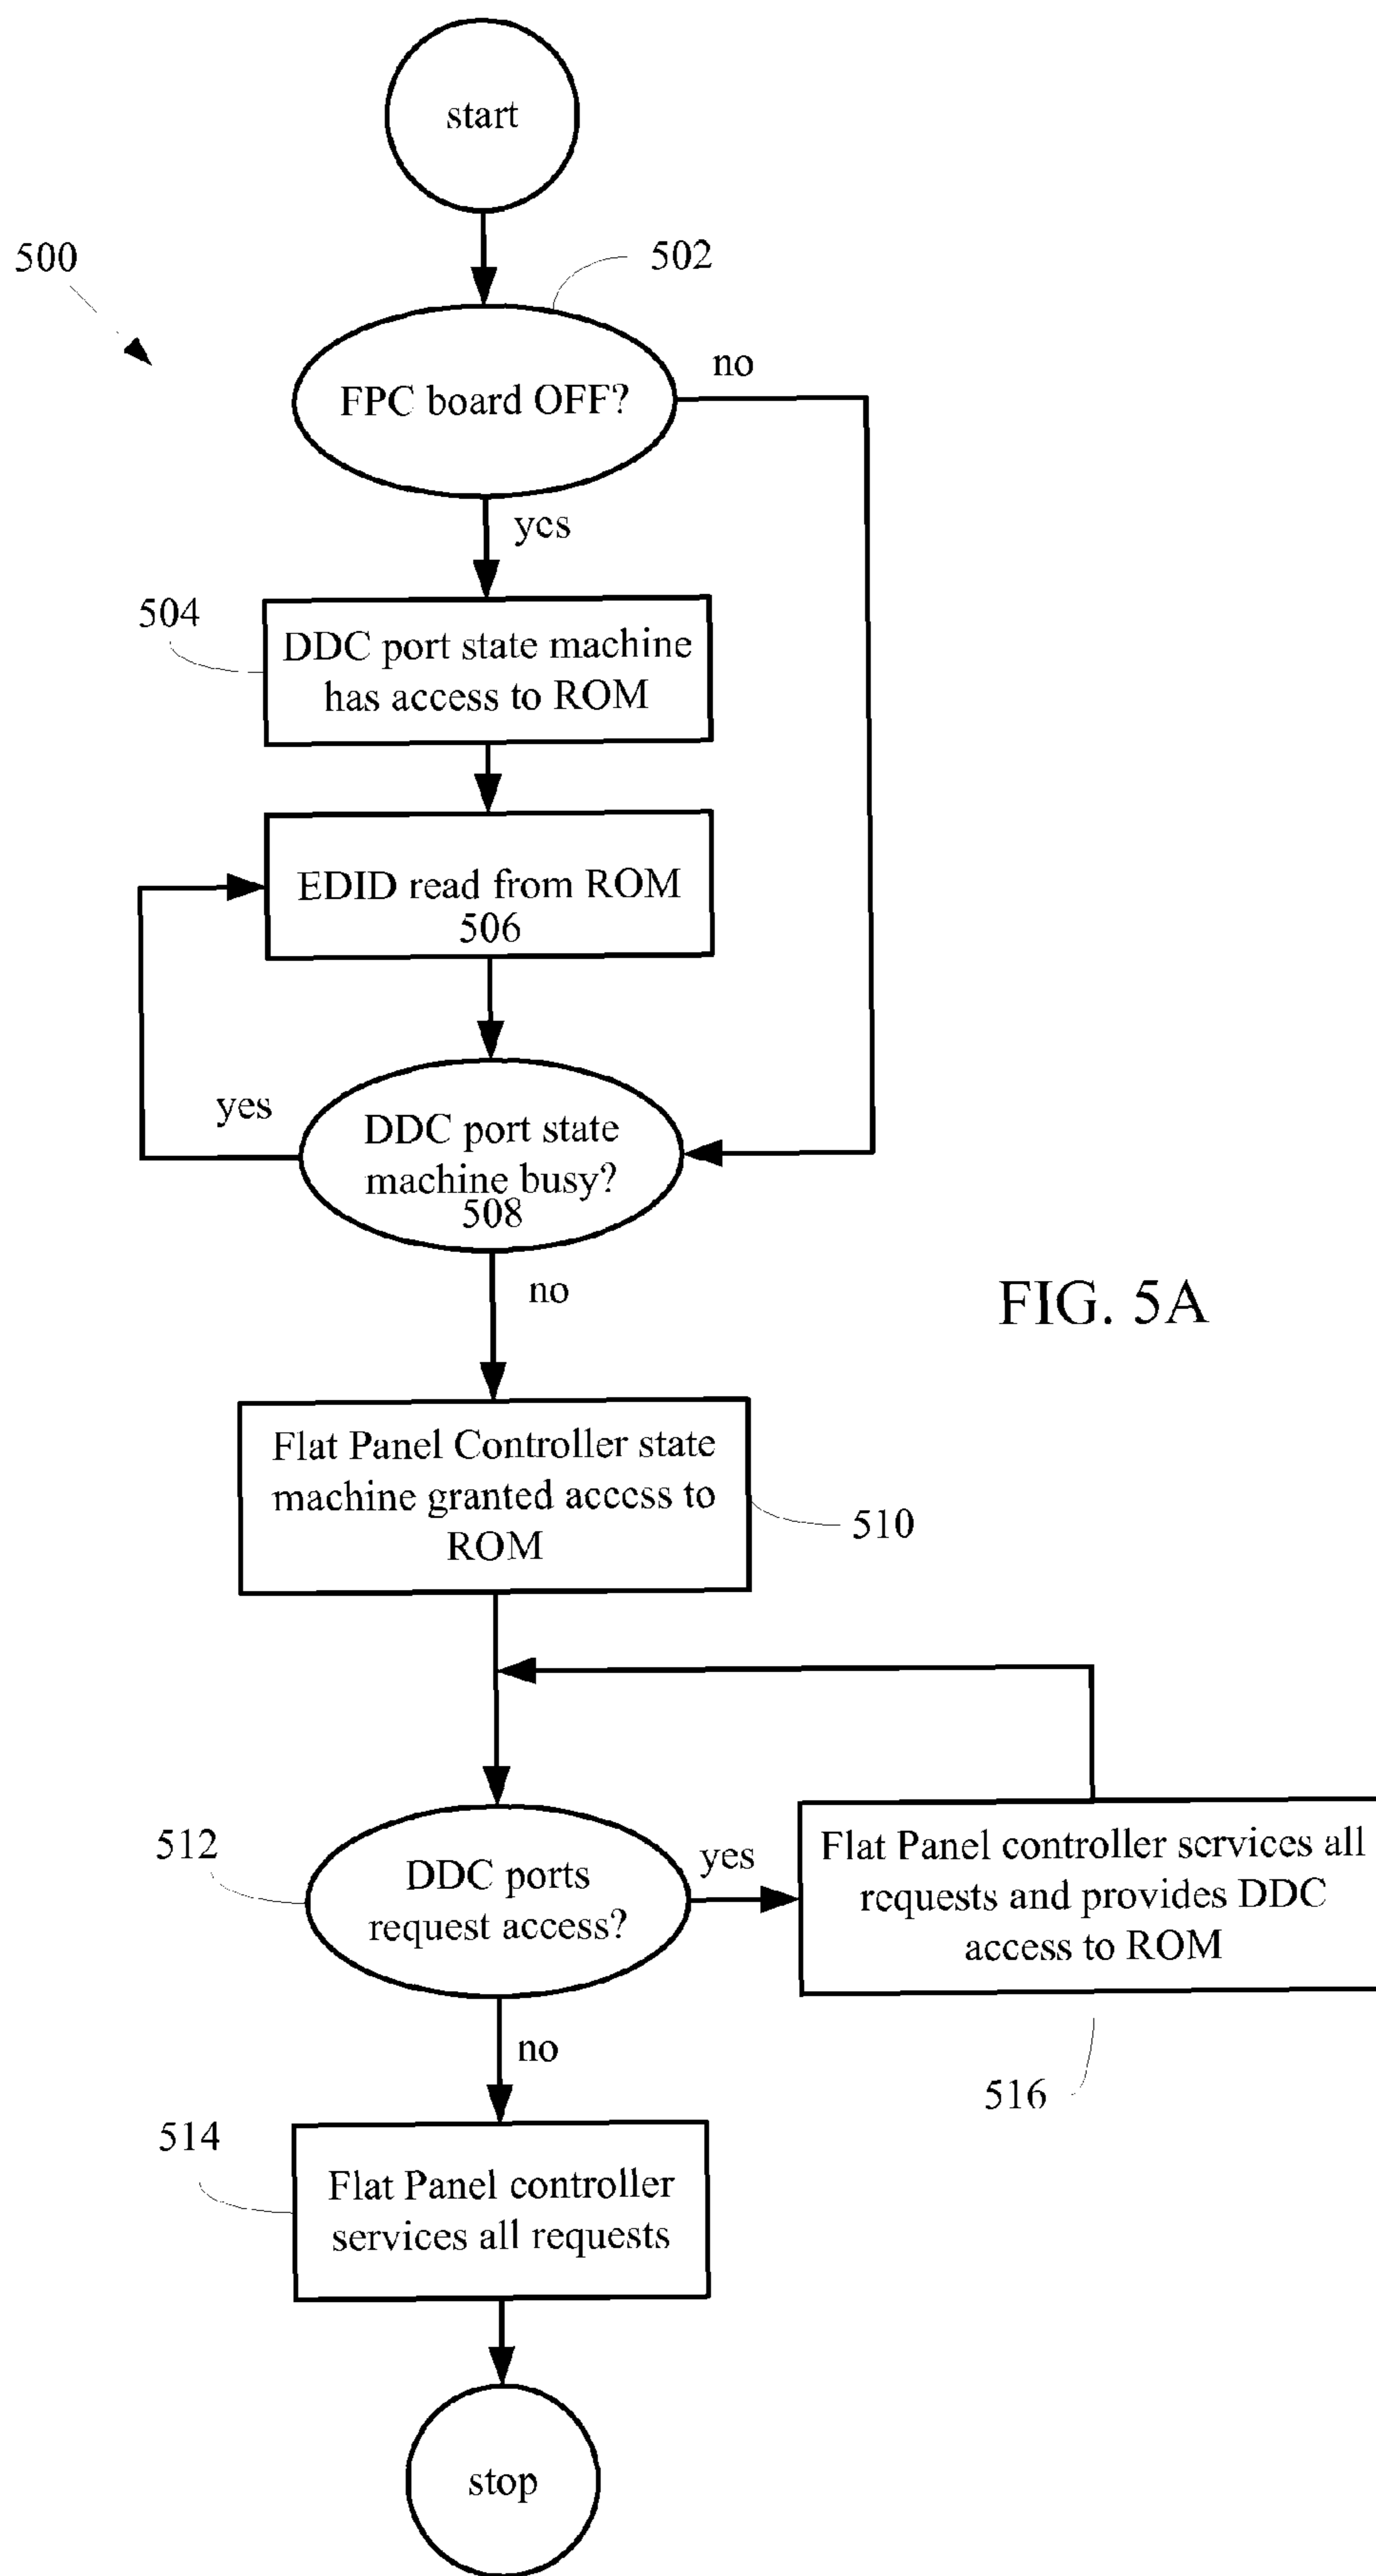 start
500
502
FPC board OFF?
no
yes
504
DDC port state machine
has access to ROM
EDID read from ROM
506
yes
DDC port state
machine busy?
508
no
FIG. 5A
Flat Panel Controller state
machine granted access to
ROM
510
512
DDC ports
request access?
yes
Flat Panel controller services all
requests and provides DDC
access to ROM
516
no
514
Flat Panel controller
services all requests
stop